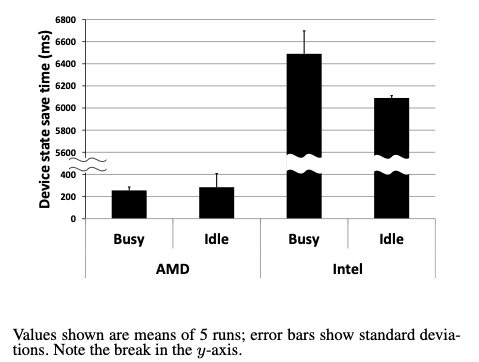 Device state save time (ms)
6800
6600
6400
6200
6000
5800
5600
400
200
0
Busy Idle Busy Idle
AMD Intel
Values shown are means of 5 runs; error bars show standard devia-
tions. Note the break in the y-axis.